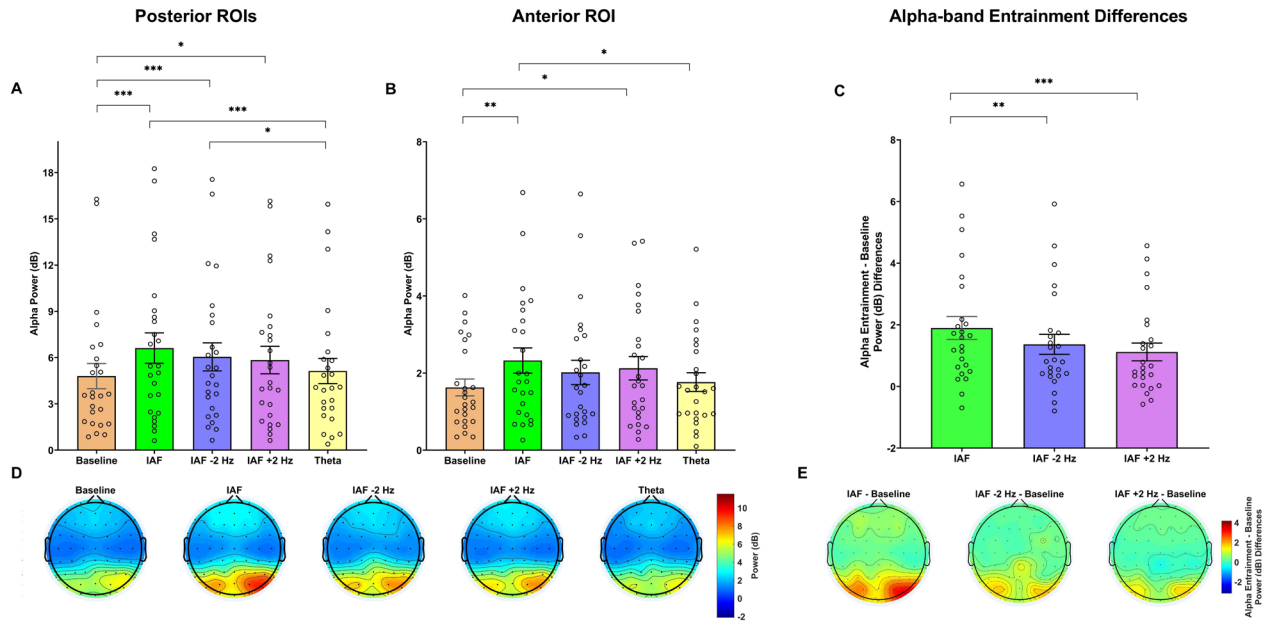 Posterior ROIs
Anterior ROI
Alpha-band Entrainment Differences
A
*
***
***
***
*
Alpha Power (dB)
18
15
12
9
6
3
0
Baseline
IAF
IAF -2 Hz
IAF +2 Hz
Theta
B
*
*
**
Alpha Power (dB)
8
6
4
2
0
Baseline
IAF
IAF -2 Hz
IAF +2 Hz
Theta
C
***
**
Alpha Entrainment - Baseline
Power (dB) Differences
8
6
4
2
0
-2
IAF
IAF -2 Hz
IAF +2 Hz
D
Baseline
IAF
IAF -2 Hz
IAF +2 Hz
Theta
10
8
6
4
2
0
-2
Power (dB)
E
IAF - Baseline
IAF -2 Hz - Baseline
IAF +2 Hz - Baseline
4
2
0
-2
Alpha Entrainment - Baseline
Power (dB) Differences